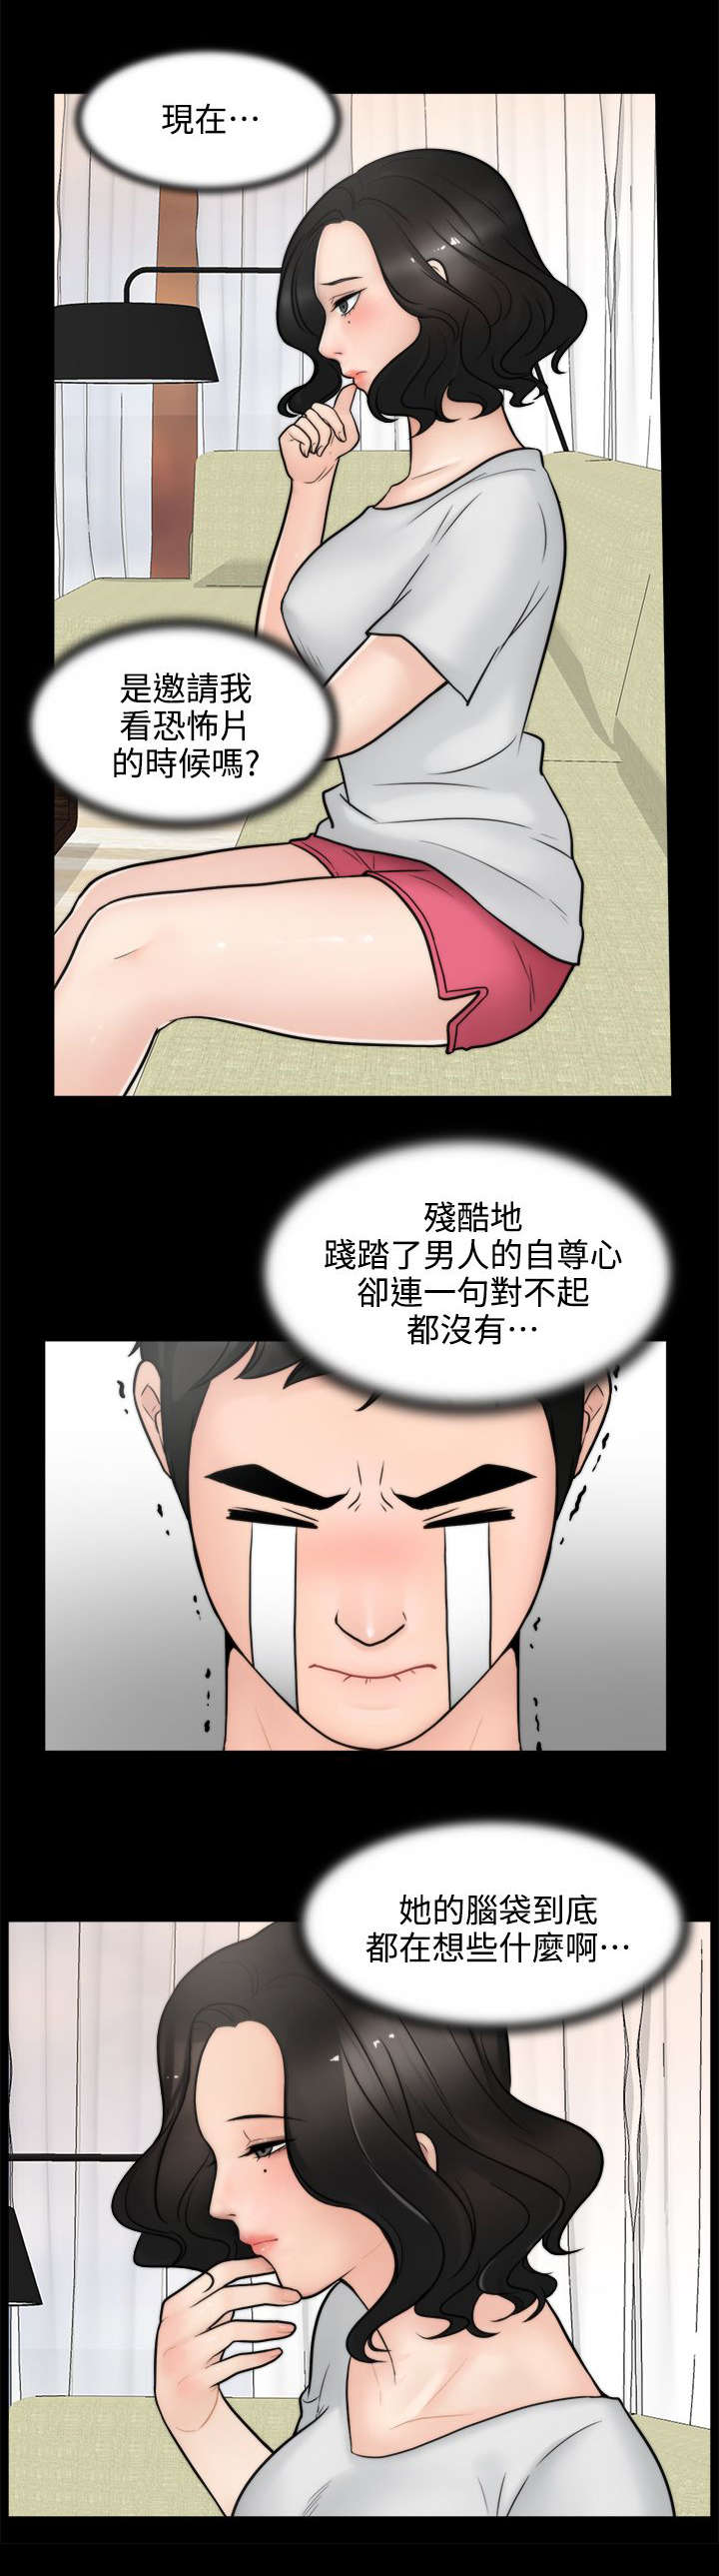 現在⋯
是邀請我
看恐怖片
的時候嗎?
殘酷地
踐踏了男人的自尊心
卻連一句對不起
都沒有⋯
她的腦袋到底
都在想些什麼啊⋯